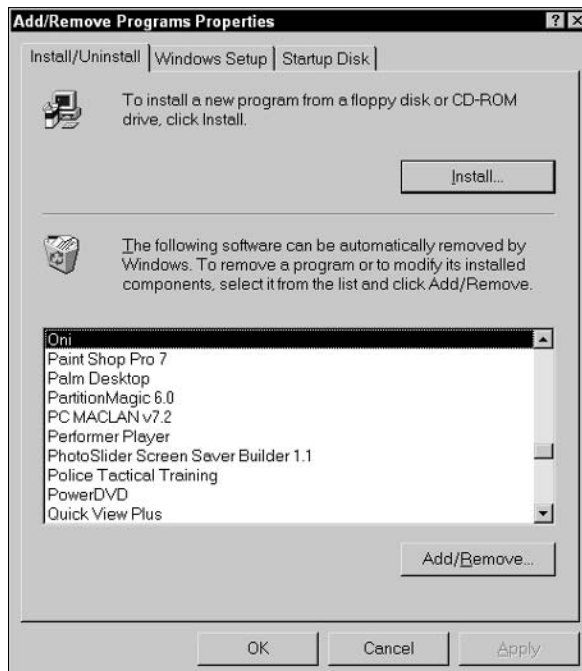 Add/Remove Programs Properties
Install/Uninstall
Windows Setup
Startup Disk
To install a new program from a floppy disk or CD-ROM
drive, click Install.
Install...
The following software can be automatically removed by
Windows. To remove a program or to modify its installed
components, select it from the list and click Add/Remove.
Oni
Paint Shop Pro 7
Palm Desktop
PartitionMagic 6.0
PC MACLAN v7.2
Performer Player
PhotoSlider Screen Saver Builder 1.1
Police Tactical Training
PowerDVD
Quick View Plus
Add/Remove...
OK
Cancel
Apply